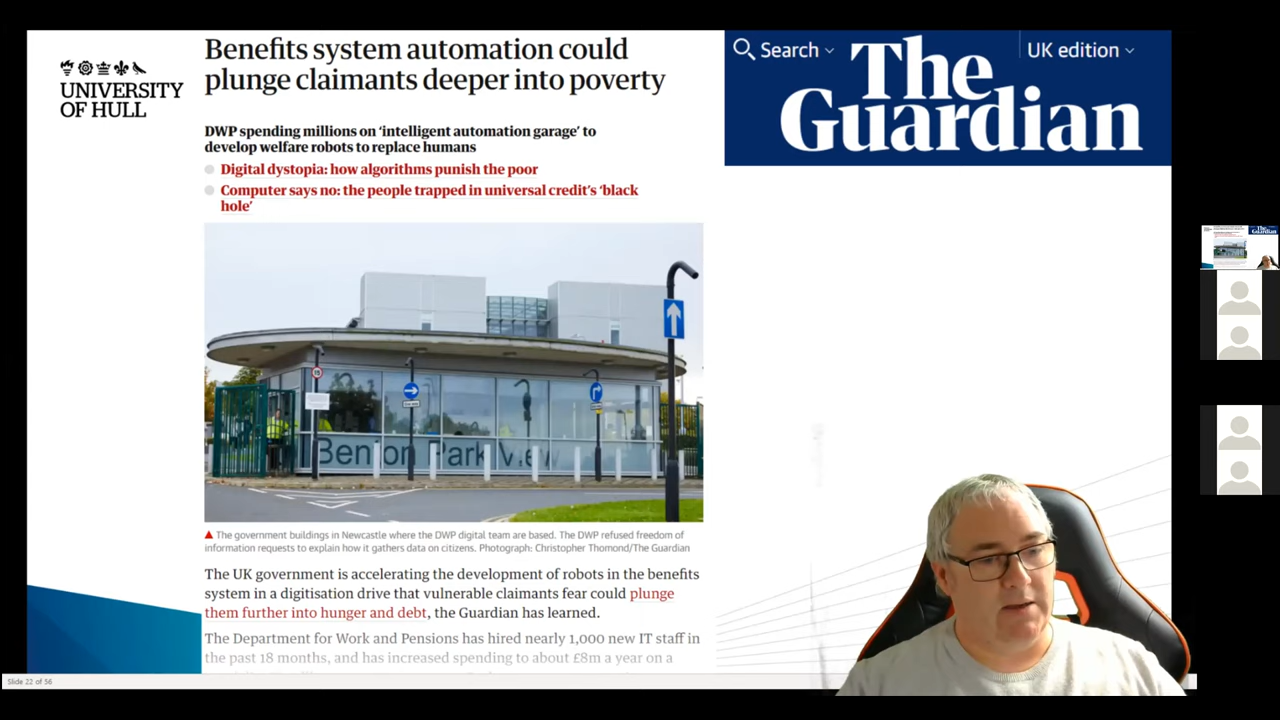 Benefits system automation could
plunge claimants deeper into poverty
Search
UK edition
The
Guardian
UNIVERSITY
OF HULL
DWP spending millions on ‘intelligent automation garage’ to
develop welfare robots to replace humans
Digital dystopia: how algorithms punish the poor
Computer says no: the people trapped in universal credit’s ‘black
hole’
15
Benton Park View
The government buildings in Newcastle where the DWP digital team are based. The DWP refused freedom of
information requests to explain how it gathers data on citizens. Photograph: Christopher Thomond/The Guardian
The UK government is accelerating the development of robots in the benefits
system in a digitisation drive that vulnerable claimants fear could plunge
them further into hunger and debt, the Guardian has learned.
The Department for Work and Pensions has hired nearly 1,000 new IT staff in
the past 18 months, and has increased spending to about £8m a year on a
Slide 22 of 56